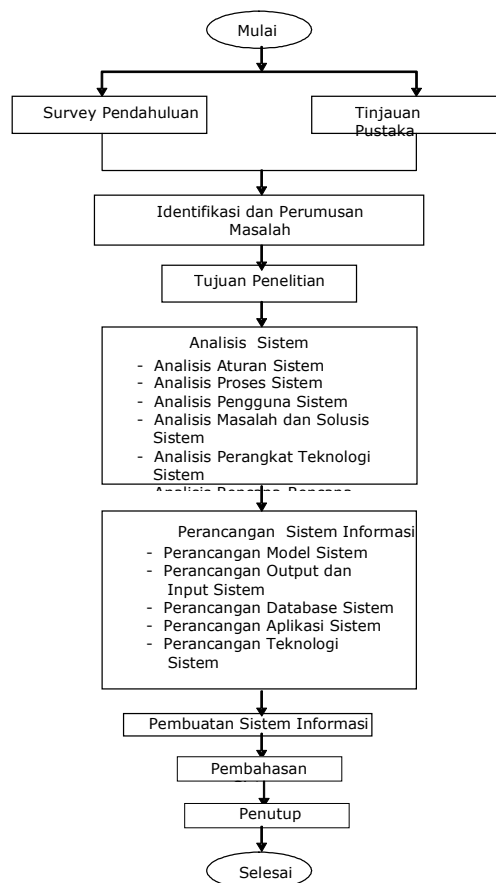 Mulai
Survey Pendahuluan
Tinjauan
Pustaka
Identifikasi dan Perumusan
Masalah
Tujuan Penelitian
Analisis Sistem
- Analisis Aturan Sistem
- Analisis Proses Sistem
- Analisis Pengguna Sistem
- Analisis Masalah dan Solusis
Sistem
- Analisis Perangkat Teknologi
Sistem
Perancangan Sistem Informasi
- Perancangan Model Sistem
- Perancangan Output dan
Input Sistem
- Perancangan Database Sistem
- Perancangan Aplikasi Sistem
- Perancangan Teknologi
Sistem
Pembuatan Sistem Informasi
Pembahasan
Penutup
Selesai